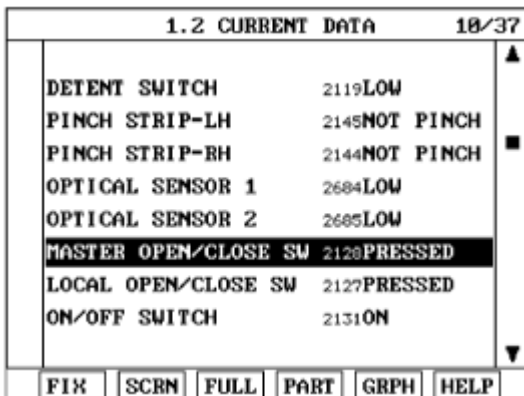 1.2 CURRENT DATA 10/37
DETENT SWITCH 2119LOW
PINCH STRIP-LH 2145NOT PINCH
PINCH STRIP-RH 2144NOT PINCH
OPTICAL SENSOR 1 2684LOW
OPTICAL SENSOR 2 2685LOW
MASTER OPEN/CLOSE SW 2128PRESSED
LOCAL OPEN/CLOSE SW 2127PRESSED
ON/OFF SWITCH 2131ON
FIX SCRN FULL PART GRPH HELP